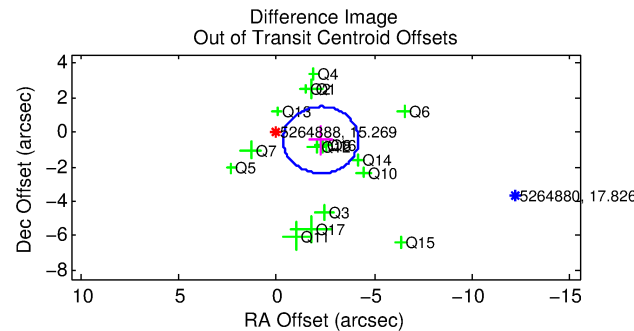 Difference Image
Out of Transit Centroid Offsets
Dec Offset (arcsec)
4
2
0
−2
−4
−6
−8
Q4
Q1
Q13
Q6
5264888, 15.269
Q7
Q14
Q5
Q10
5264880, 17.826
Q3
Q17
Q11
Q15
10
5
0
−5
−10
−15
RA Offset (arcsec)